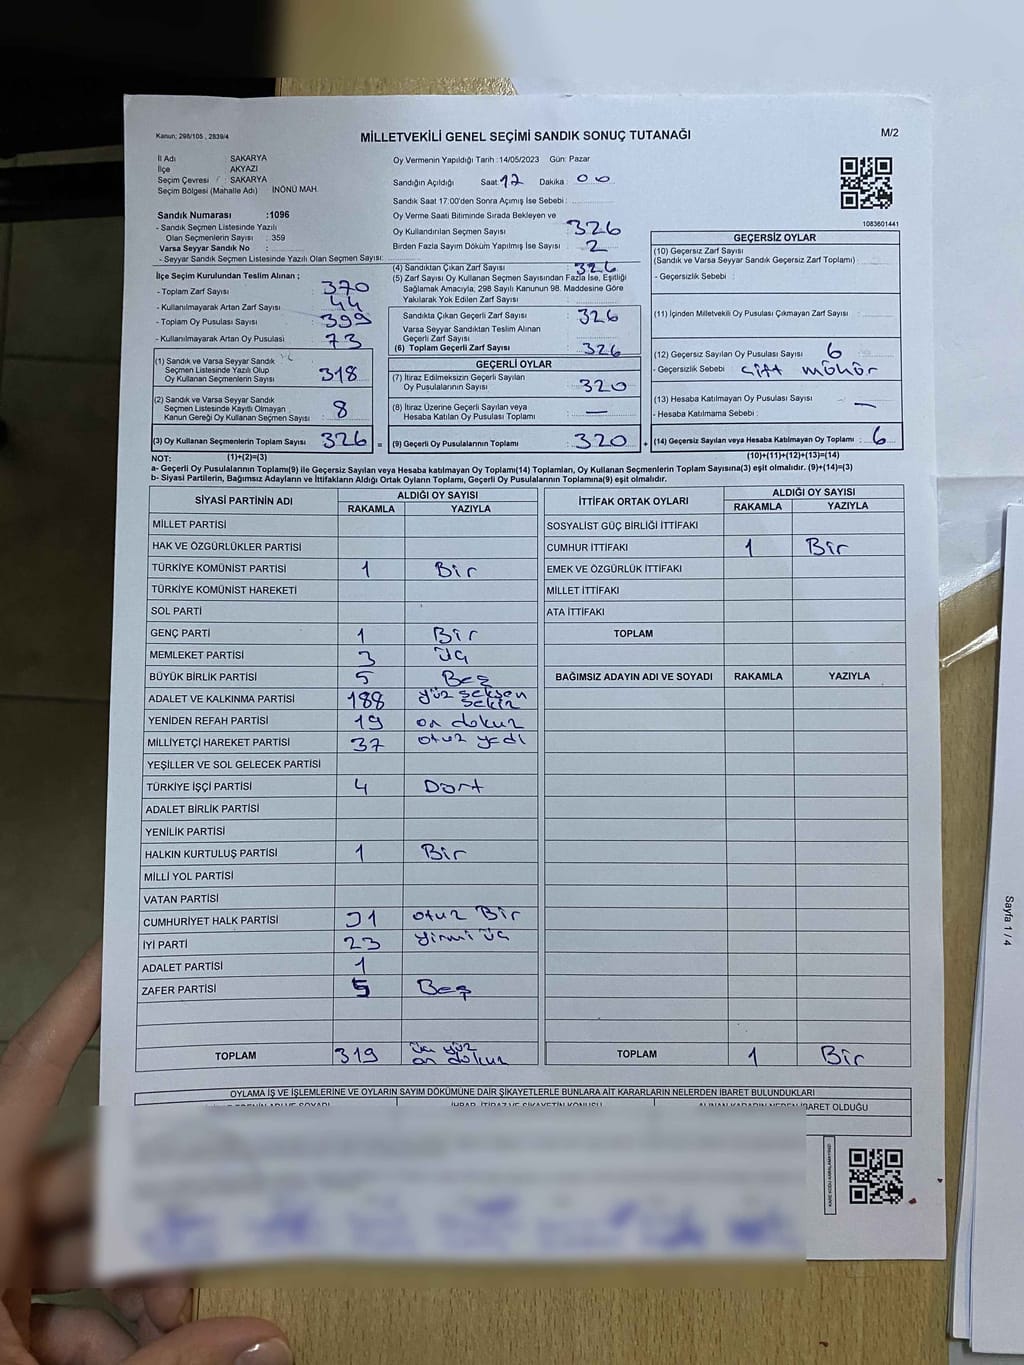 Kanun; 298/105 , 2839/4
MİLLETVEKİLİ GENEL SEÇİMİ SANDIK SONUÇ TUTANAĞI
M/2
İl Adı : SAKARYA
İlçe : AKYAZI
Seçim Çevresi : SAKARYA
Seçim Bölgesi (Mahalle Adı) İNÖNÜ MAH.
Sandık Numarası :1096
- Sandık Seçmen Listesinde Yazılı
Olan Seçmenlerin Sayısı : 359
Varsa Seyyar Sandık No :
- Seyyar Sandık Seçmen Listesinde Yazılı Olan Seçmen Sayısı:
Oy Vermenin Yapıldığı Tarih :14/05/2023 Gün: Pazar
Sandığın Açıldığı Saat: 17 Dakika : 00
Sandık Saat 17:00'den Sonra Açımış İse Sebebi :
Oy Verme Saati Bitiminde Sırada Bekleyen ve
Oy Kullandırılan Seçmen Sayısı : 326
Birden Fazla Sayım Döküm Yapılmış İse Sayısı : 2
1083601441
İlçe Seçim Kurulundan Teslim Alınan ;
- Toplam Zarf Sayısı : 370
- Kullanılmayarak Artan Zarf Sayısı : 44
- Toplam Oy Pusulası Sayısı : 399
- Kullanılmayarak Artan Oy Pusulası : 73
(1) Sandık ve Varsa Seyyar Sandık
Seçmen Listesinde Yazılı Olup
Oy Kullanan Seçmenlerin Sayısı : 318
(2) Sandık ve Varsa Seyyar Sandık
Seçmen Listesinde Kayıtlı Olmayan
Kanun Gereği Oy Kullanan Seçmen Sayısı : 8
(3) Oy Kullanan Seçmenlerin Toplam Sayısı : 326 =
(4) Sandıktan Çıkan Zarf Sayısı : 326
(5) Zarf Sayısı Oy Kullanan Seçmen Sayısından Fazla İse, Eşitliği
Sağlamak Amacıyla; 298 Sayılı Kanunun 98. Maddesine Göre
Yakılarak Yok Edilen Zarf Sayısı :
Sandıkta Çıkan Geçerli Zarf Sayısı : 326
Varsa Seyyar Sandıktan Teslim Alınan
Geçerli Zarf Sayısı :
(6) Toplam Geçerli Zarf Sayısı : 326
GEÇERLİ OYLAR
(7) İtiraz Edilmeksizin Geçerli Sayılan
Oy Pusulalarının Sayısı : 320
(8) İtiraz Üzerine Geçerli Sayılan veya
Hesaba Katılan Oy Pusulası Toplamı : —
(9) Geçerli Oy Pusulalarının Toplamı : 320 +
GEÇERSİZ OYLAR
(10) Geçersiz Zarf Sayısı
(Sandık ve Varsa Seyyar Sandık Geçersiz Zarf Toplamı) :
- Geçersizlik Sebebi :
(11) İçinden Milletvekili Oy Pusulası Çıkmayan Zarf Sayısı :
(12) Geçersiz Sayılan Oy Pusulası Sayısı : 6
- Geçersizlik Sebebi : çift mühür
(13) Hesaba Katılmayan Oy Pusulası Sayısı : —
- Hesaba Katılmama Sebebi :
(14) Geçersiz Sayılan veya Hesaba Katılmayan Oy Toplamı : 6
NOT: (1)+(2)=(3) (10)+(11)+(12)+(13)=(14)
a- Geçerli Oy Pusulalarının Toplamı(9) ile Geçersiz Sayılan veya Hesaba katılmayan Oy Toplamı(14) Toplamları, Oy Kullanan Seçmenlerin Toplam Sayısına(3) eşit olmalıdır. (9)+(14)=(3)
b- Siyasi Partilerin, Bağımsız Adayların ve İttifakların Aldığı Ortak Oyların Toplamı, Geçerli Oy Pusulalarının Toplamına(9) eşit olmalıdır.
SİYASİ PARTİNİN ADI ALDIĞI OY SAYISI
RAKAMLA YAZIYLA
MİLLET PARTİSİ
HAK VE ÖZGÜRLÜKLER PARTİSİ
TÜRKİYE KOMÜNİST PARTİSİ 1 Bir
TÜRKİYE KOMÜNİST HAREKETİ
SOL PARTİ
GENÇ PARTİ 1 Bir
MEMLEKET PARTİSİ 3 üç
BÜYÜK BİRLİK PARTİSİ 5 Beş
ADALET VE KALKINMA PARTİSİ 188 yüz seksen sekiz
YENİDEN REFAH PARTİSİ 19 on dokuz
MİLLİYETÇİ HAREKET PARTİSİ 37 otuz yedi
YEŞİLLER VE SOL GELECEK PARTİSİ
TÜRKİYE İŞÇİ PARTİSİ 4 Dört
ADALET BİRLİK PARTİSİ
YENİLİK PARTİSİ
HALKIN KURTULUŞ PARTİSİ 1 Bir
MİLLİ YOL PARTİSİ
VATAN PARTİSİ
CUMHURİYET HALK PARTİSİ 31 otuz Bir
İYİ PARTİ 23 yirmi üç
ADALET PARTİSİ 1
ZAFER PARTİSİ 5 Beş
TOPLAM 319 üç yüz on dokuz
İTTİFAK ORTAK OYLARI ALDIĞI OY SAYISI
RAKAMLA YAZIYLA
SOSYALİST GÜÇ BİRLİĞİ İTTİFAKI
CUMHUR İTTİFAKI 1 Bir
EMEK VE ÖZGÜRLÜK İTTİFAKI
MİLLET İTTİFAKI
ATA İTTİFAKI
TOPLAM
BAĞIMSIZ ADAYIN ADI VE SOYADI RAKAMLA YAZIYLA
TOPLAM 1 Bir
OYLAMA İŞ VE İŞLEMLERİNE VE OYLARIN SAYIM DÖKÜMÜNE DAİR ŞİKAYETLERLE BUNLARA AİT KARARLARIN NELERDEN İBARET BULUNDUKLARI
İHBAR, İTİRAZ VE ŞİKAYETİN KONUSU ALINAN KARARIN NEDEN İBARET OLDUĞU
Sayfa 1 / 4